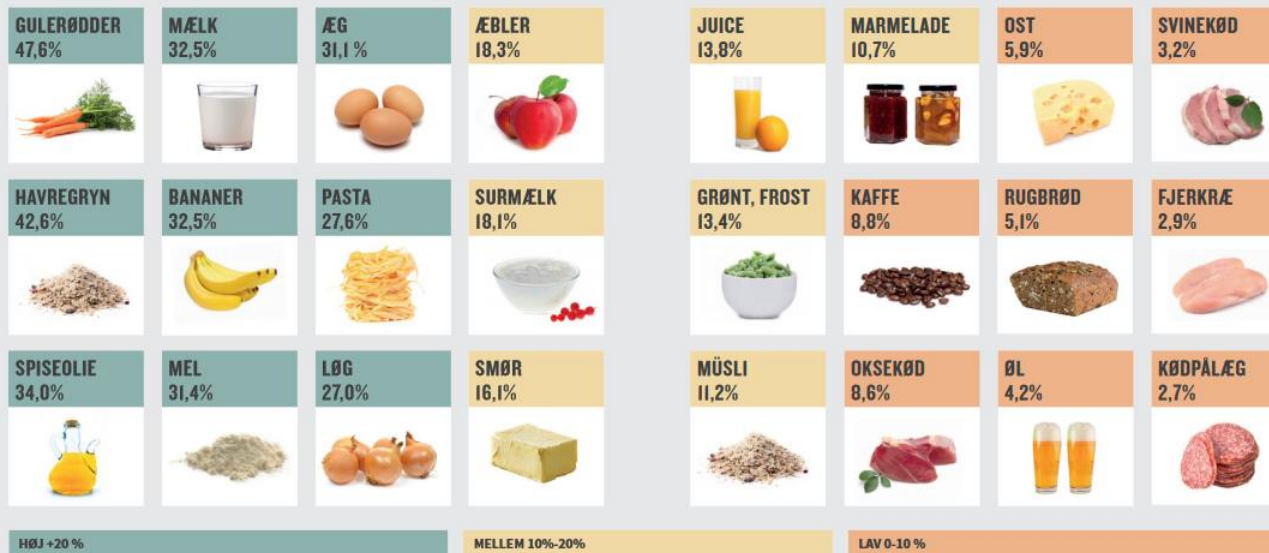 GULERØDDER
47,6%
MÆLK
32,5%
ÆG
31,1 %
ÆBLER
18,3%
JUICE
13,8%
MARMELADE
10,7%
OST
5,9%
SVINEKØD
3,2%
HAVREGRYN
42,6%
BANANER
32,5%
PASTA
27,6%
SURMÆLK
18,1%
GRØNT, FROST
13,4%
KAFFE
8,8%
RUGBRØD
5,1%
FJERKRÆ
2,9%
SPISEOLIE
34,0%
MEL
31,4%
LØG
27,0%
SMØR
16,1%
MÜSLI
11,2%
OKSEKØD
8,6%
ØL
4,2%
KØDPÅLÆG
2,7%
HØJ +20 %
MELLEM 10%-20%
LAV 0-10 %